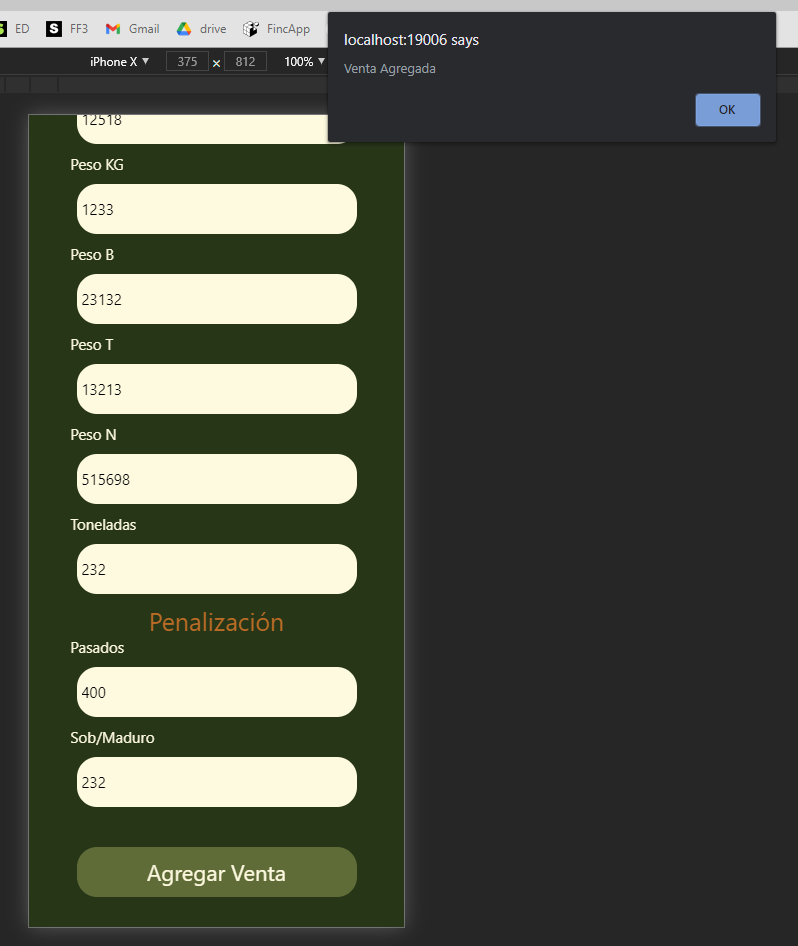 ED
S
FF3
Gmail
drive
FincApp
localhost:19006 says
Venta Agregada
OK
iPhone X
375 × 812
100%
12518
Peso KG
1233
Peso B
23132
Peso T
13213
Peso N
515698
Toneladas
232
Penalización
Pasados
400
Sob/Maduro
232
Agregar Venta